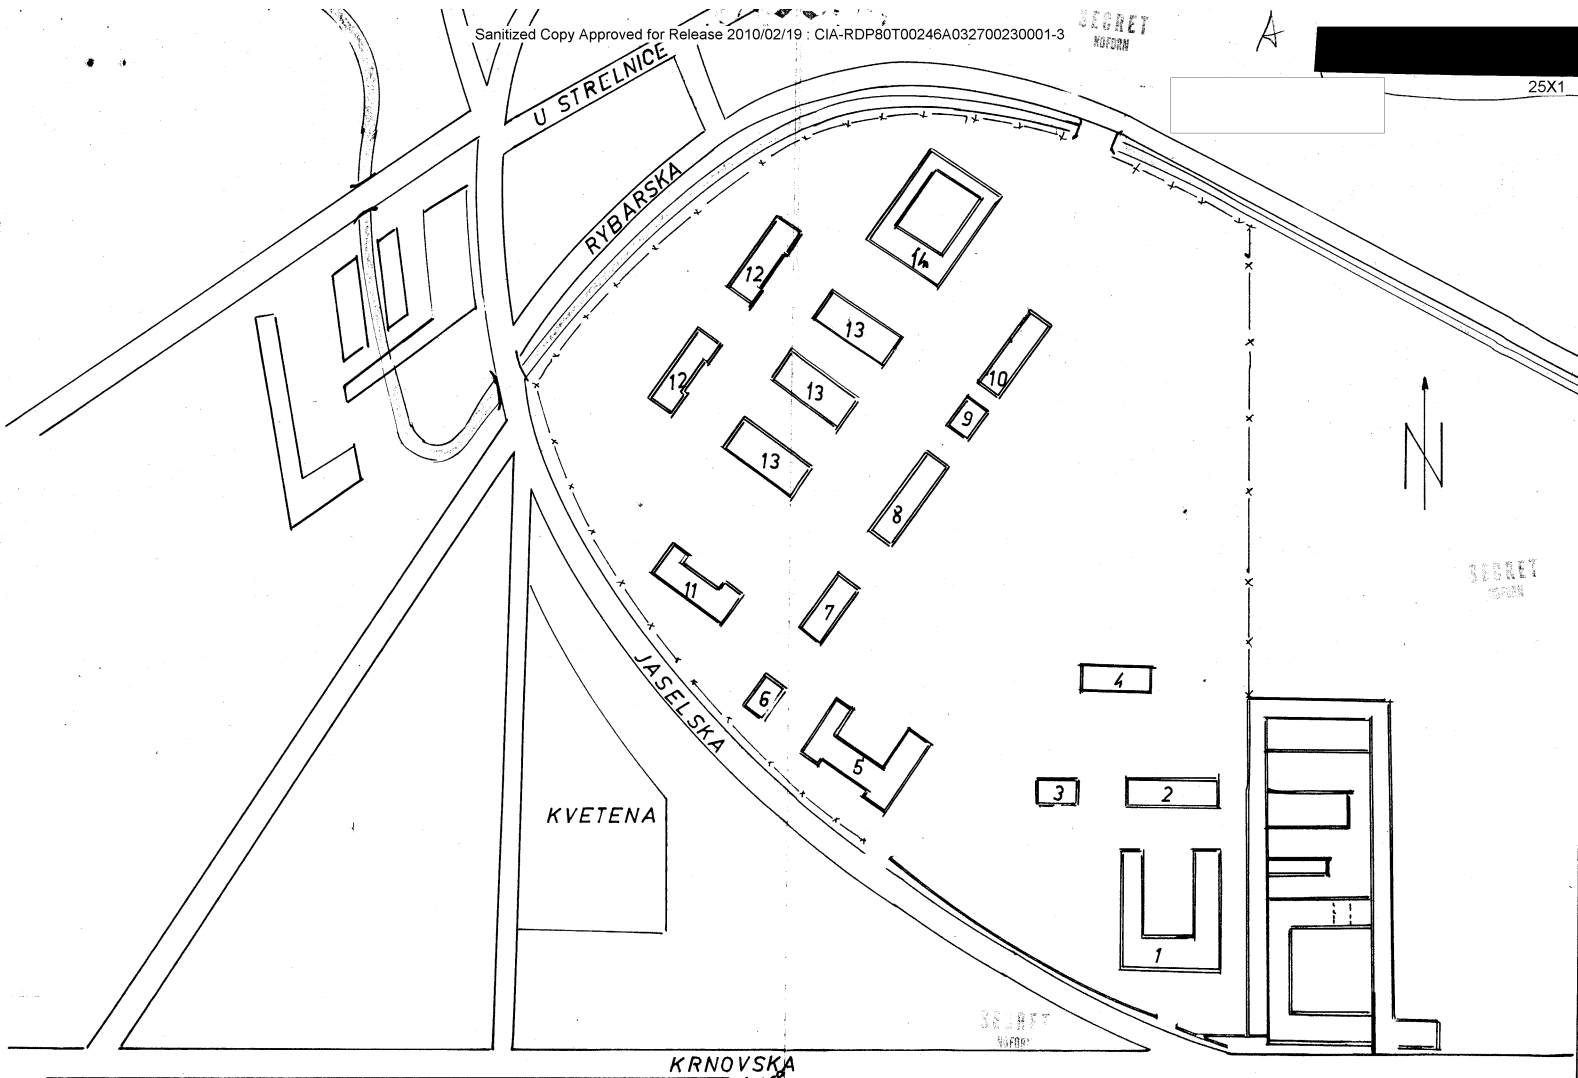 SECRET
NOFORN
A
Sanitized Copy Approved for Release 2010/02/19 : CIA-RDP80T00246A032700230001-3
25X1
U STRELNICE
RYBARSKA
14
12
13
10
12
13
9
13
N
8
11
7
SECRET
NOFORN
JASELSKA
6
4
5
3
2
KVETENA
1
SECRET
NOFORN
KRNOVSKA